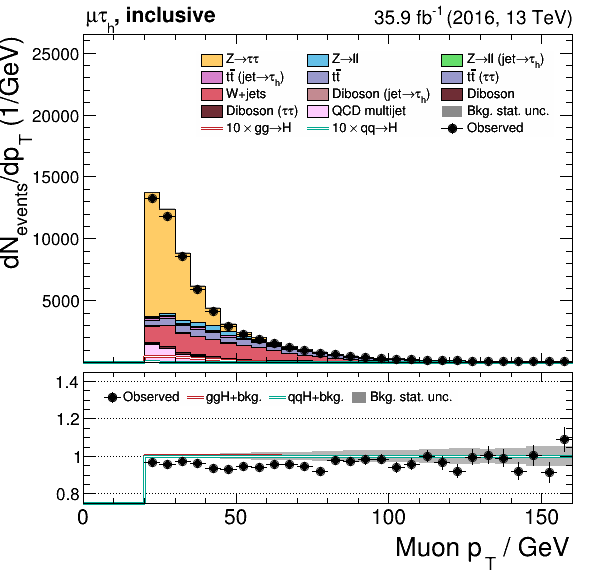 μτh, inclusive 35.9 fb-1 (2016, 13 TeV)
dNevents/dpT (1/GeV)
25000
20000
15000
10000
5000
Z→ττ Z→ll Z→ll (jet→τh)
tt̄ (jet→τh) tt̄ tt̄ (ττ)
W+jets Diboson (jet→τh) Diboson
Diboson (ττ) QCD multijet Bkg. stat. unc.
10 × gg→H 10 × qq→H Observed
1.4
1.2
1
0.8
Observed ggH+bkg. qqH+bkg. Bkg. stat. unc.
0 50 100 150
Muon pT / GeV